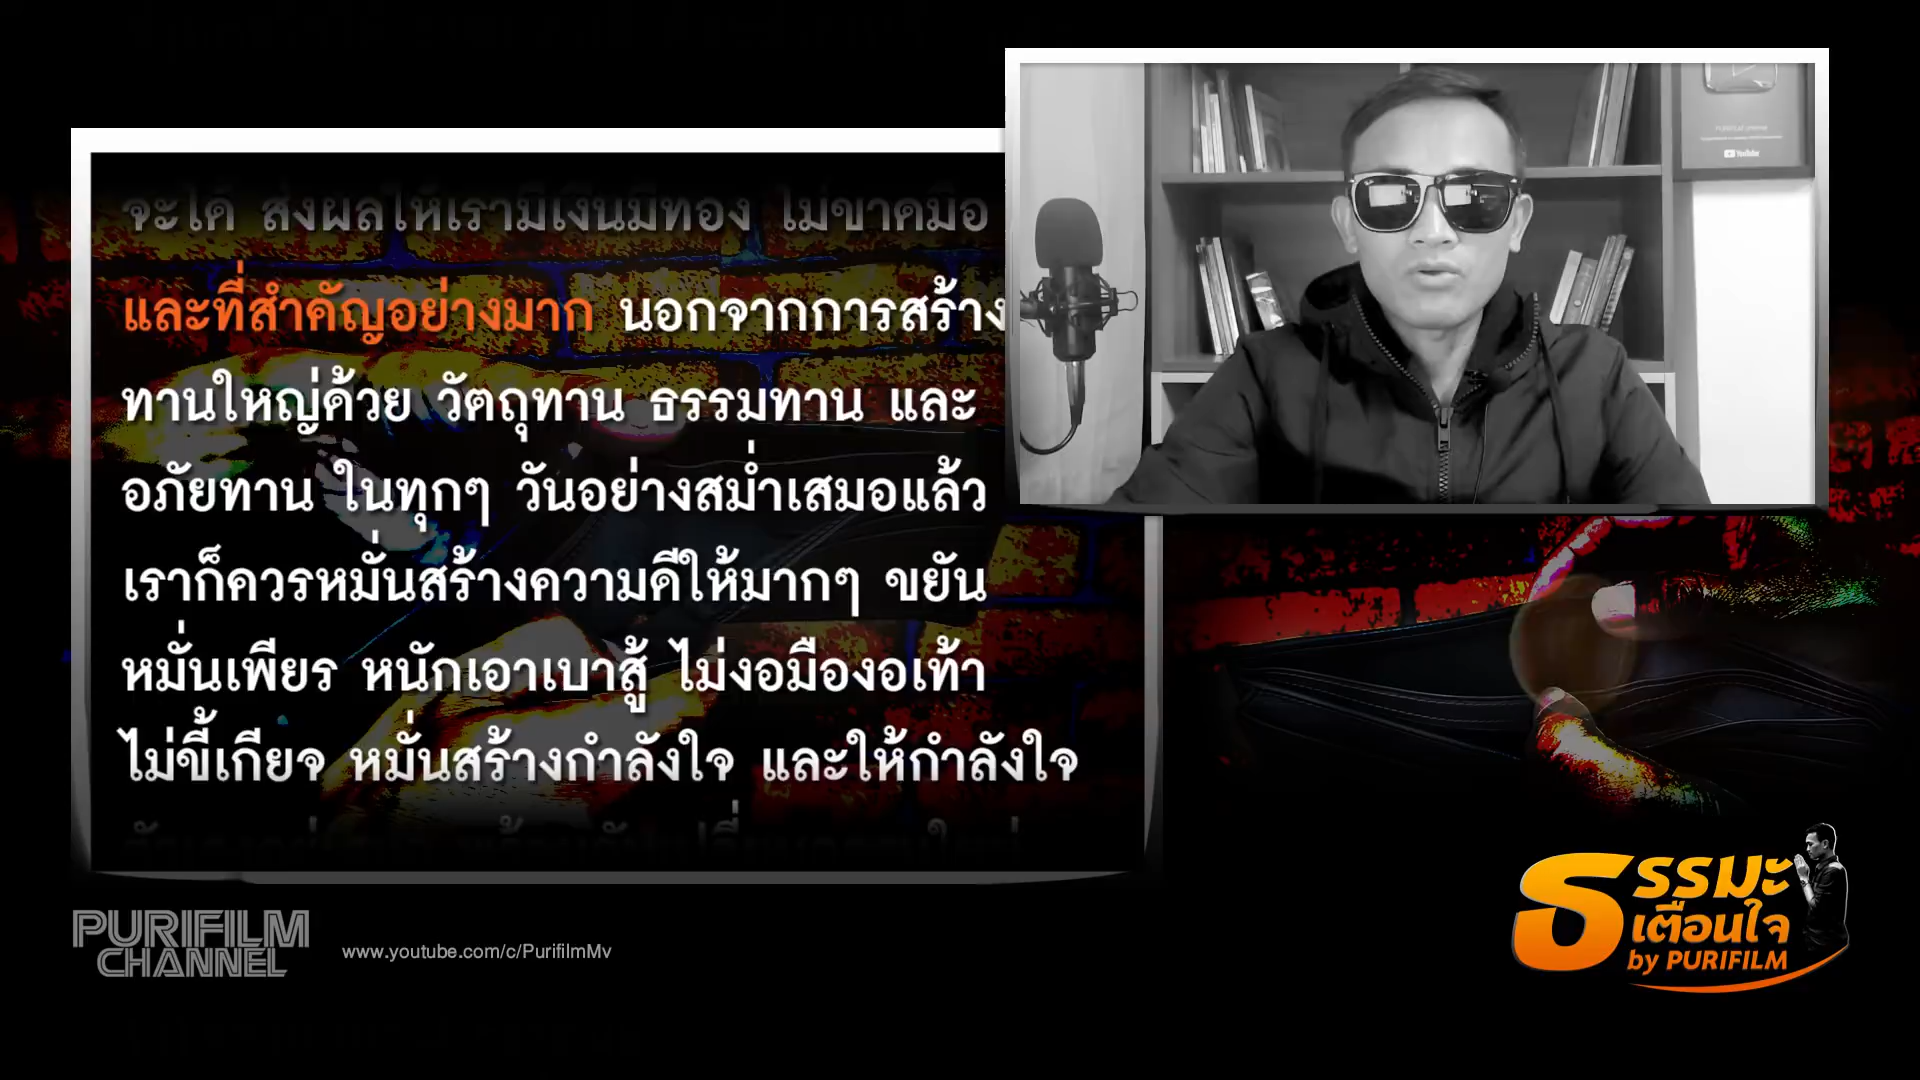 จะได้ ส่งผลให้เรามีเงินมีทอง ไม่ขาดมือ
และที่สำคัญอย่างมาก นอกจากการสร้าง
ทานใหญ่ด้วย วัตถุทาน ธรรมทาน และ
อภัยทาน ในทุกๆ วันอย่างสม่ำเสมอแล้ว
เราก็ควรหมั่นสร้างความดีให้มากๆ ขยัน
หมั่นเพียร หนักเอาเบาสู้ ไม่งอมืองอเท้า
ไม่ขี้เกียจ หมั่นสร้างกำลังใจ และให้กำลังใจ
YouTube
PURIFILM
CHANNEL
www.youtube.com/c/PurifilmMv
ธรรมะ
เตือนใจ
by PURIFILM